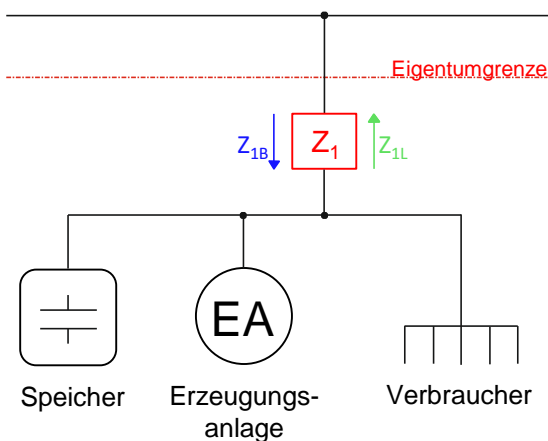 Eigentumgrenze
Z1B
Z1
Z1L
EA
Speicher
Erzeugungs-
anlage
Verbraucher